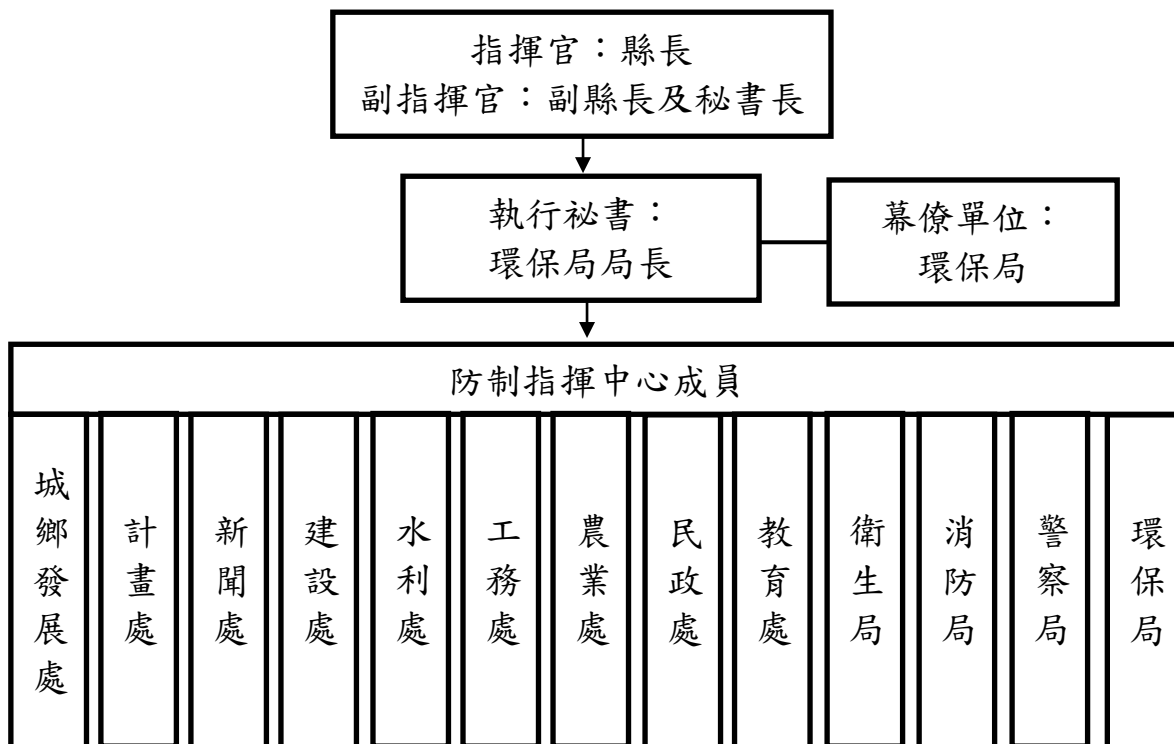 指揮官：縣長
副指揮官：副縣長及秘書長
執行祕書：
環保局局長
幕僚單位：
環保局
防制指揮中心成員
城鄉發展處
計畫處
新聞處
建設處
水利處
工務處
農業處
民政處
教育處
衛生局
消防局
警察局
環保局